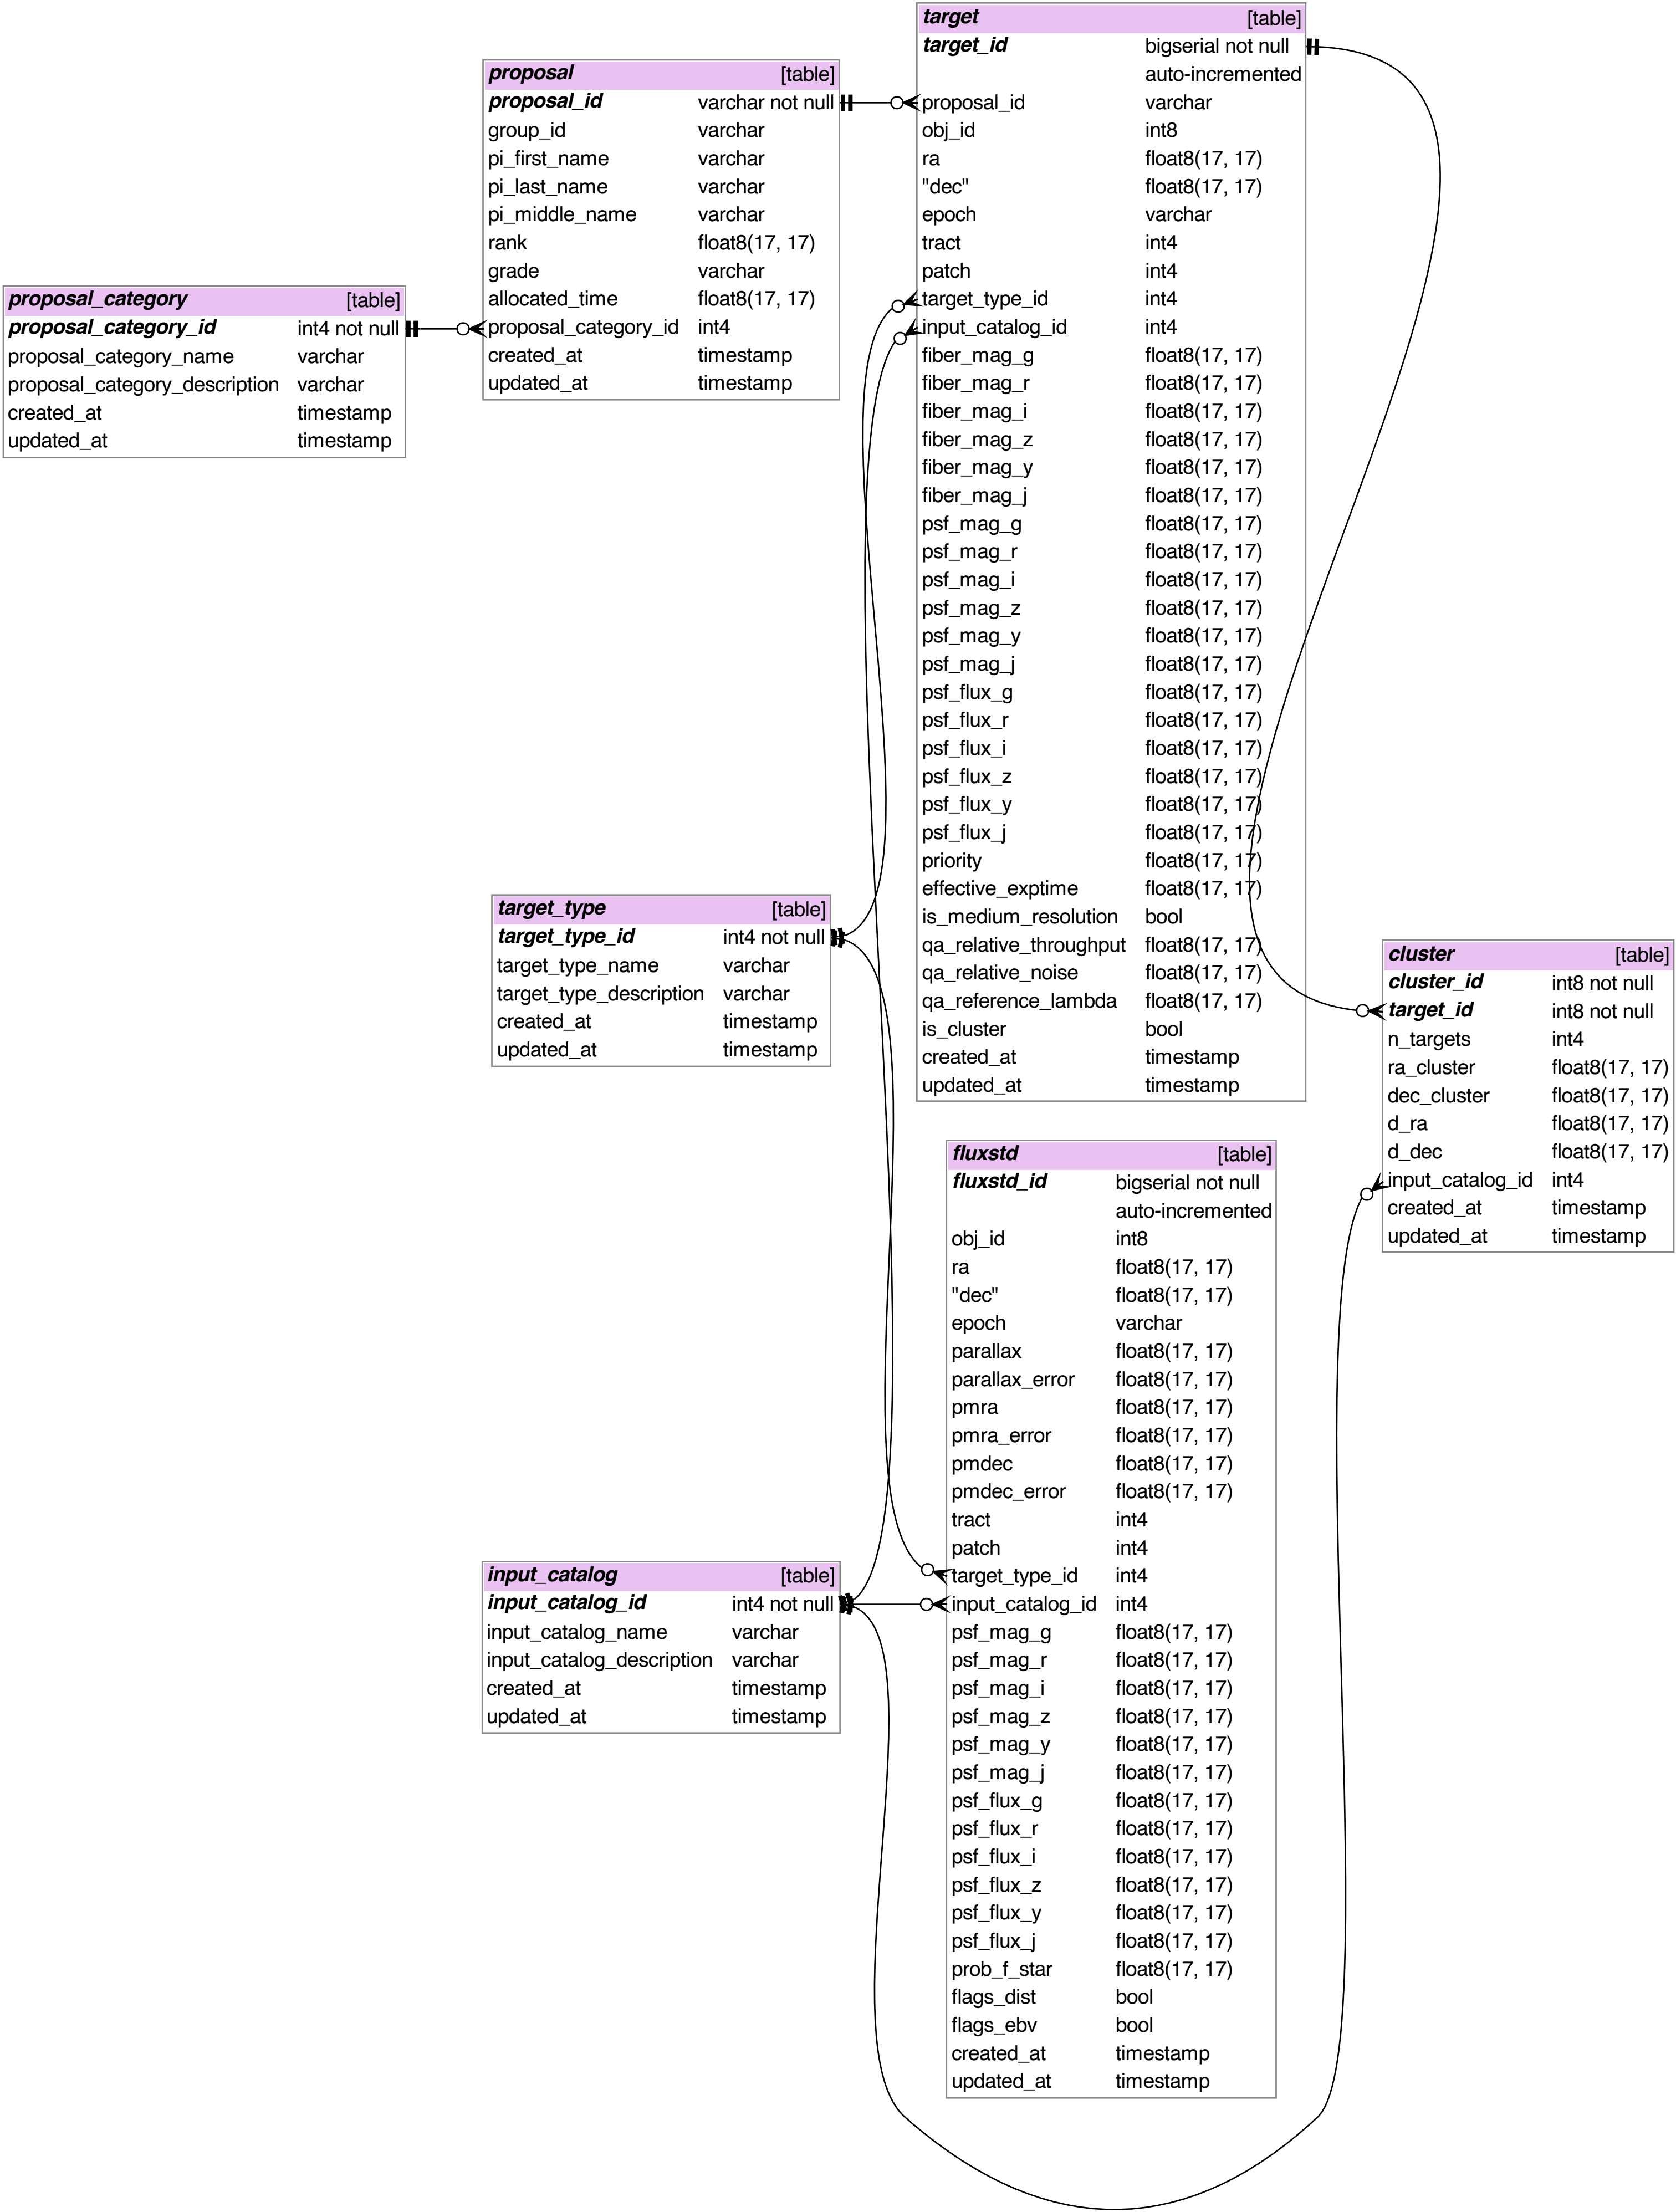 proposal_category [table]
proposal_category_id int4 not null
proposal_category_name varchar
proposal_category_description varchar
created_at timestamp
updated_at timestamp
proposal [table]
proposal_id varchar not null
group_id varchar
pi_first_name varchar
pi_last_name varchar
pi_middle_name varchar
rank float8(17, 17)
grade varchar
allocated_time float8(17, 17)
proposal_category_id int4
created_at timestamp
updated_at timestamp
target_type [table]
target_type_id int4 not null
target_type_name varchar
target_type_description varchar
created_at timestamp
updated_at timestamp
input_catalog [table]
input_catalog_id int4 not null
input_catalog_name varchar
input_catalog_description varchar
created_at timestamp
updated_at timestamp
target [table]
target_id bigserial not null
auto-incremented
proposal_id varchar
obj_id int8
ra float8(17, 17)
"dec" float8(17, 17)
epoch varchar
tract int4
patch int4
target_type_id int4
input_catalog_id int4
fiber_mag_g float8(17, 17)
fiber_mag_r float8(17, 17)
fiber_mag_i float8(17, 17)
fiber_mag_z float8(17, 17)
fiber_mag_y float8(17, 17)
fiber_mag_j float8(17, 17)
psf_mag_g float8(17, 17)
psf_mag_r float8(17, 17)
psf_mag_i float8(17, 17)
psf_mag_z float8(17, 17)
psf_mag_y float8(17, 17)
psf_mag_j float8(17, 17)
psf_flux_g float8(17, 17)
psf_flux_r float8(17, 17)
psf_flux_i float8(17, 17)
psf_flux_z float8(17, 17)
psf_flux_y float8(17, 17)
psf_flux_j float8(17, 17)
priority float8(17, 17)
effective_exptime float8(17, 17)
is_medium_resolution bool
qa_relative_throughput float8(17, 17)
qa_relative_noise float8(17, 17)
qa_reference_lambda float8(17, 17)
is_cluster bool
created_at timestamp
updated_at timestamp
fluxstd [table]
fluxstd_id bigserial not null
auto-incremented
obj_id int8
ra float8(17, 17)
"dec" float8(17, 17)
epoch varchar
parallax float8(17, 17)
parallax_error float8(17, 17)
pmra float8(17, 17)
pmra_error float8(17, 17)
pmdec float8(17, 17)
pmdec_error float8(17, 17)
tract int4
patch int4
target_type_id int4
input_catalog_id int4
psf_mag_g float8(17, 17)
psf_mag_r float8(17, 17)
psf_mag_i float8(17, 17)
psf_mag_z float8(17, 17)
psf_mag_y float8(17, 17)
psf_mag_j float8(17, 17)
psf_flux_g float8(17, 17)
psf_flux_r float8(17, 17)
psf_flux_i float8(17, 17)
psf_flux_z float8(17, 17)
psf_flux_y float8(17, 17)
psf_flux_j float8(17, 17)
prob_f_star float8(17, 17)
flags_dist bool
flags_ebv bool
created_at timestamp
updated_at timestamp
cluster [table]
cluster_id int8 not null
target_id int8 not null
n_targets int4
ra_cluster float8(17, 17)
dec_cluster float8(17, 17)
d_ra float8(17, 17)
d_dec float8(17, 17)
input_catalog_id int4
created_at timestamp
updated_at timestamp